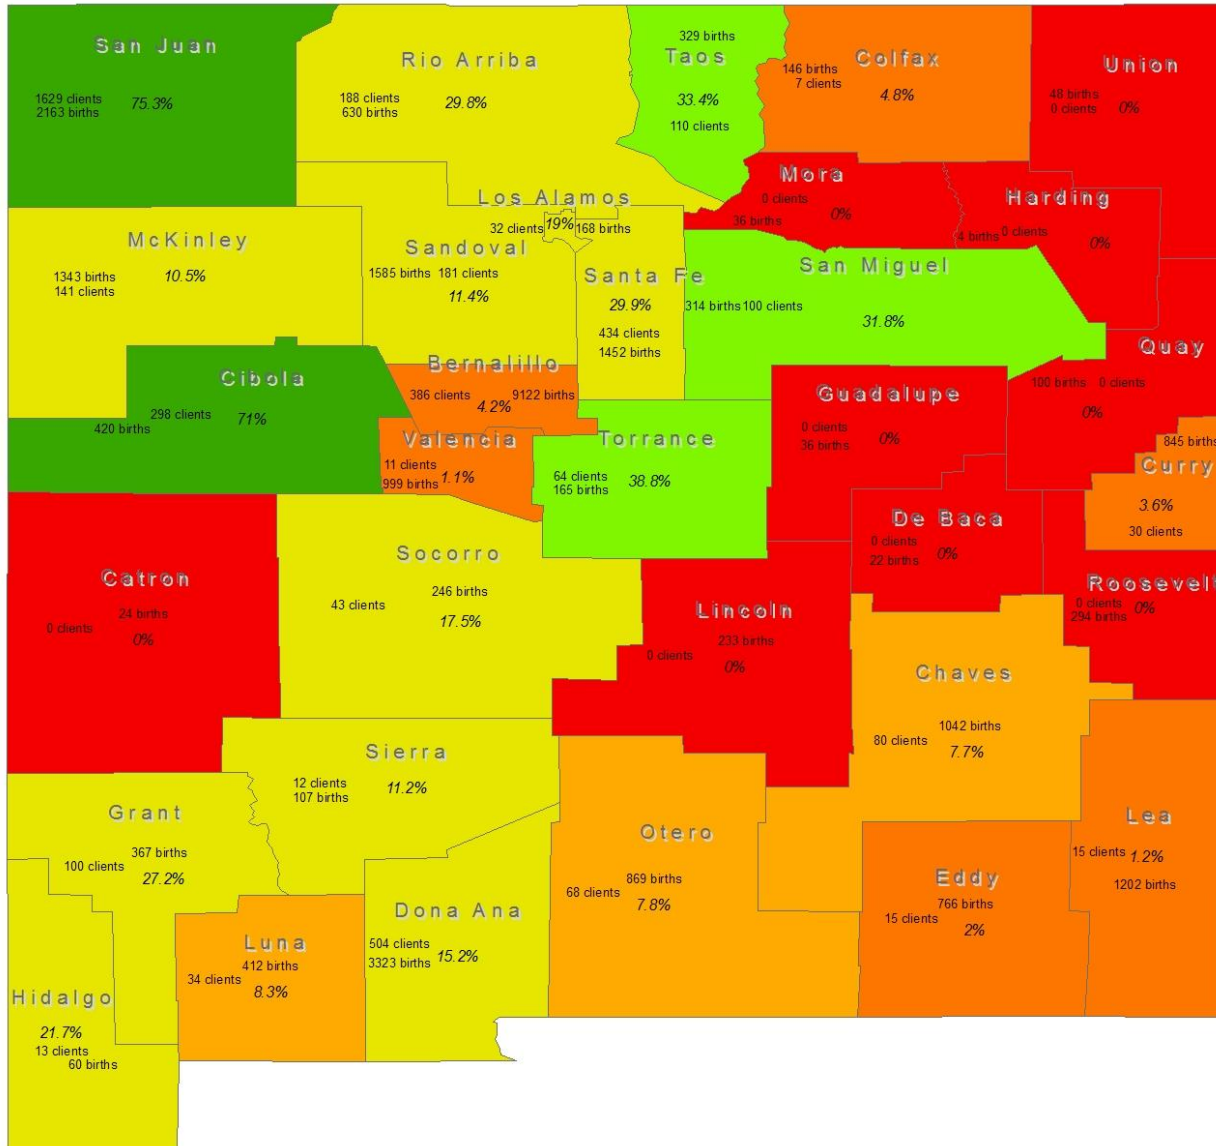 San Juan
1629 clients
2163 births
75.3%
Rio Arriba
188 clients
630 births
29.8%
329 births
Taos
33.4%
110 clients
Colfax
146 births
7 clients
4.8%
Union
48 births
0 clients
0%
Mora
0 clients
36 births
0%
Harding
4 births
0 clients
0%
Los Alamos
32 clients
19%
168 births
McKinley
1343 births
141 clients
10.5%
Sandoval
1585 births
181 clients
11.4%
Santa Fe
29.9%
434 clients
1452 births
San Miguel
314 births
100 clients
31.8%
Quay
100 births
0 clients
0%
Cibola
298 clients
420 births
71%
Bernalillo
386 clients
9122 births
4.2%
Guadalupe
0 clients
36 births
0%
Valencia
11 clients
999 births
1.1%
Torrance
64 clients
165 births
38.8%
845 births
Curry
3.6%
30 clients
De Baca
0 clients
22 births
0%
Catron
24 births
0 clients
0%
Socorro
246 births
43 clients
17.5%
Lincoln
233 births
0 clients
0%
Roosevelt
0 clients
294 births
0%
Chaves
1042 births
80 clients
7.7%
Sierra
12 clients
107 births
11.2%
Grant
367 births
100 clients
27.2%
Otero
869 births
68 clients
7.8%
Lea
15 clients
1.2%
1202 births
Eddy
766 births
15 clients
2%
Dona Ana
504 clients
3323 births
15.2%
Luna
412 births
34 clients
8.3%
Hidalgo
21.7%
13 clients
60 births